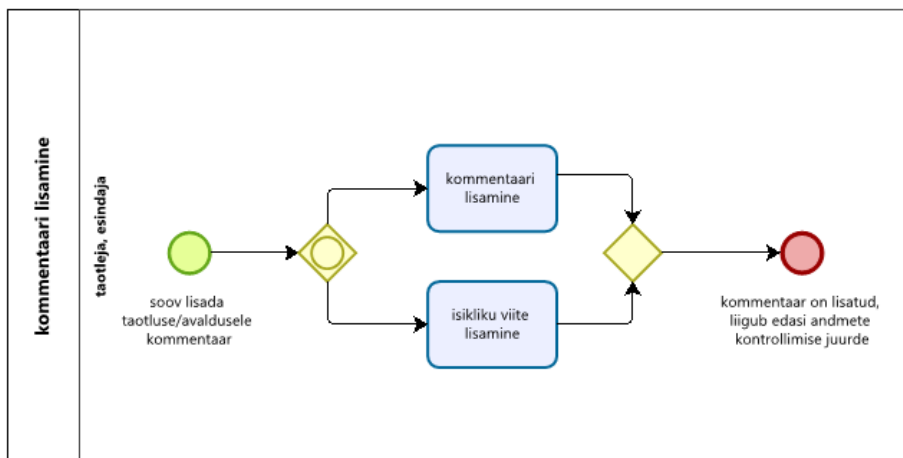 kommentaari lisamine
taotleja, esindaja
soov lisada
taotluse/avaldusele
kommentaar
kommentaari
lisamine
isikliku viite
lisamine
kommentaar on lisatud,
liigub edasi andmete
kontrollimise juurde